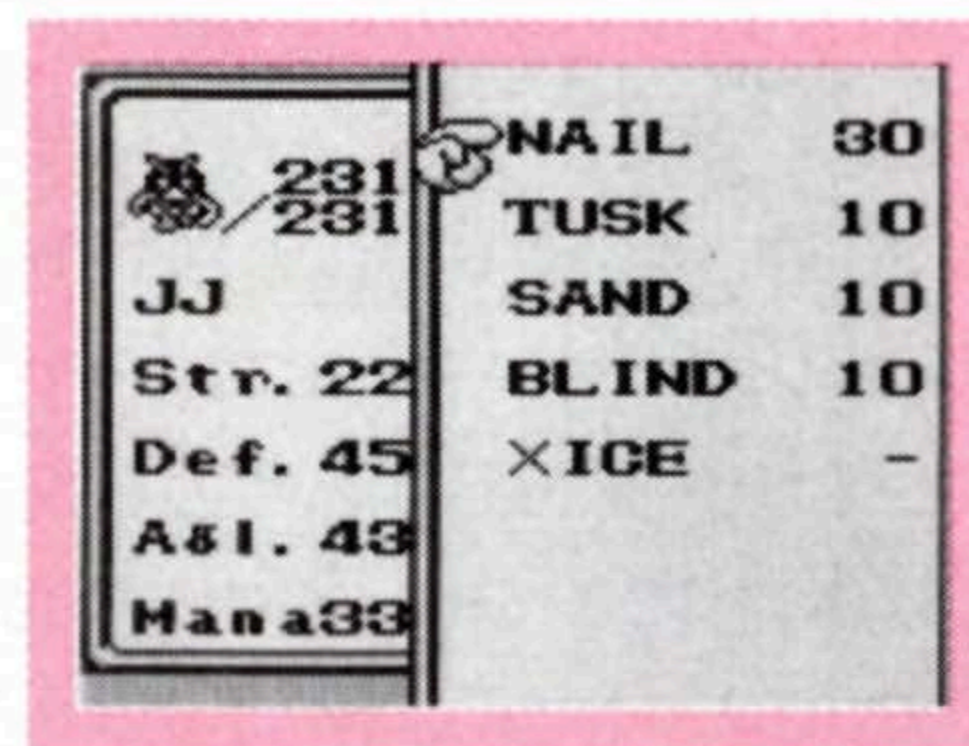 231
/231
JJ
Str. 22
Def. 45
Agl. 43
Mana33
NAIL 30
TUSK 10
SAND 10
BLIND 10
×ICE -